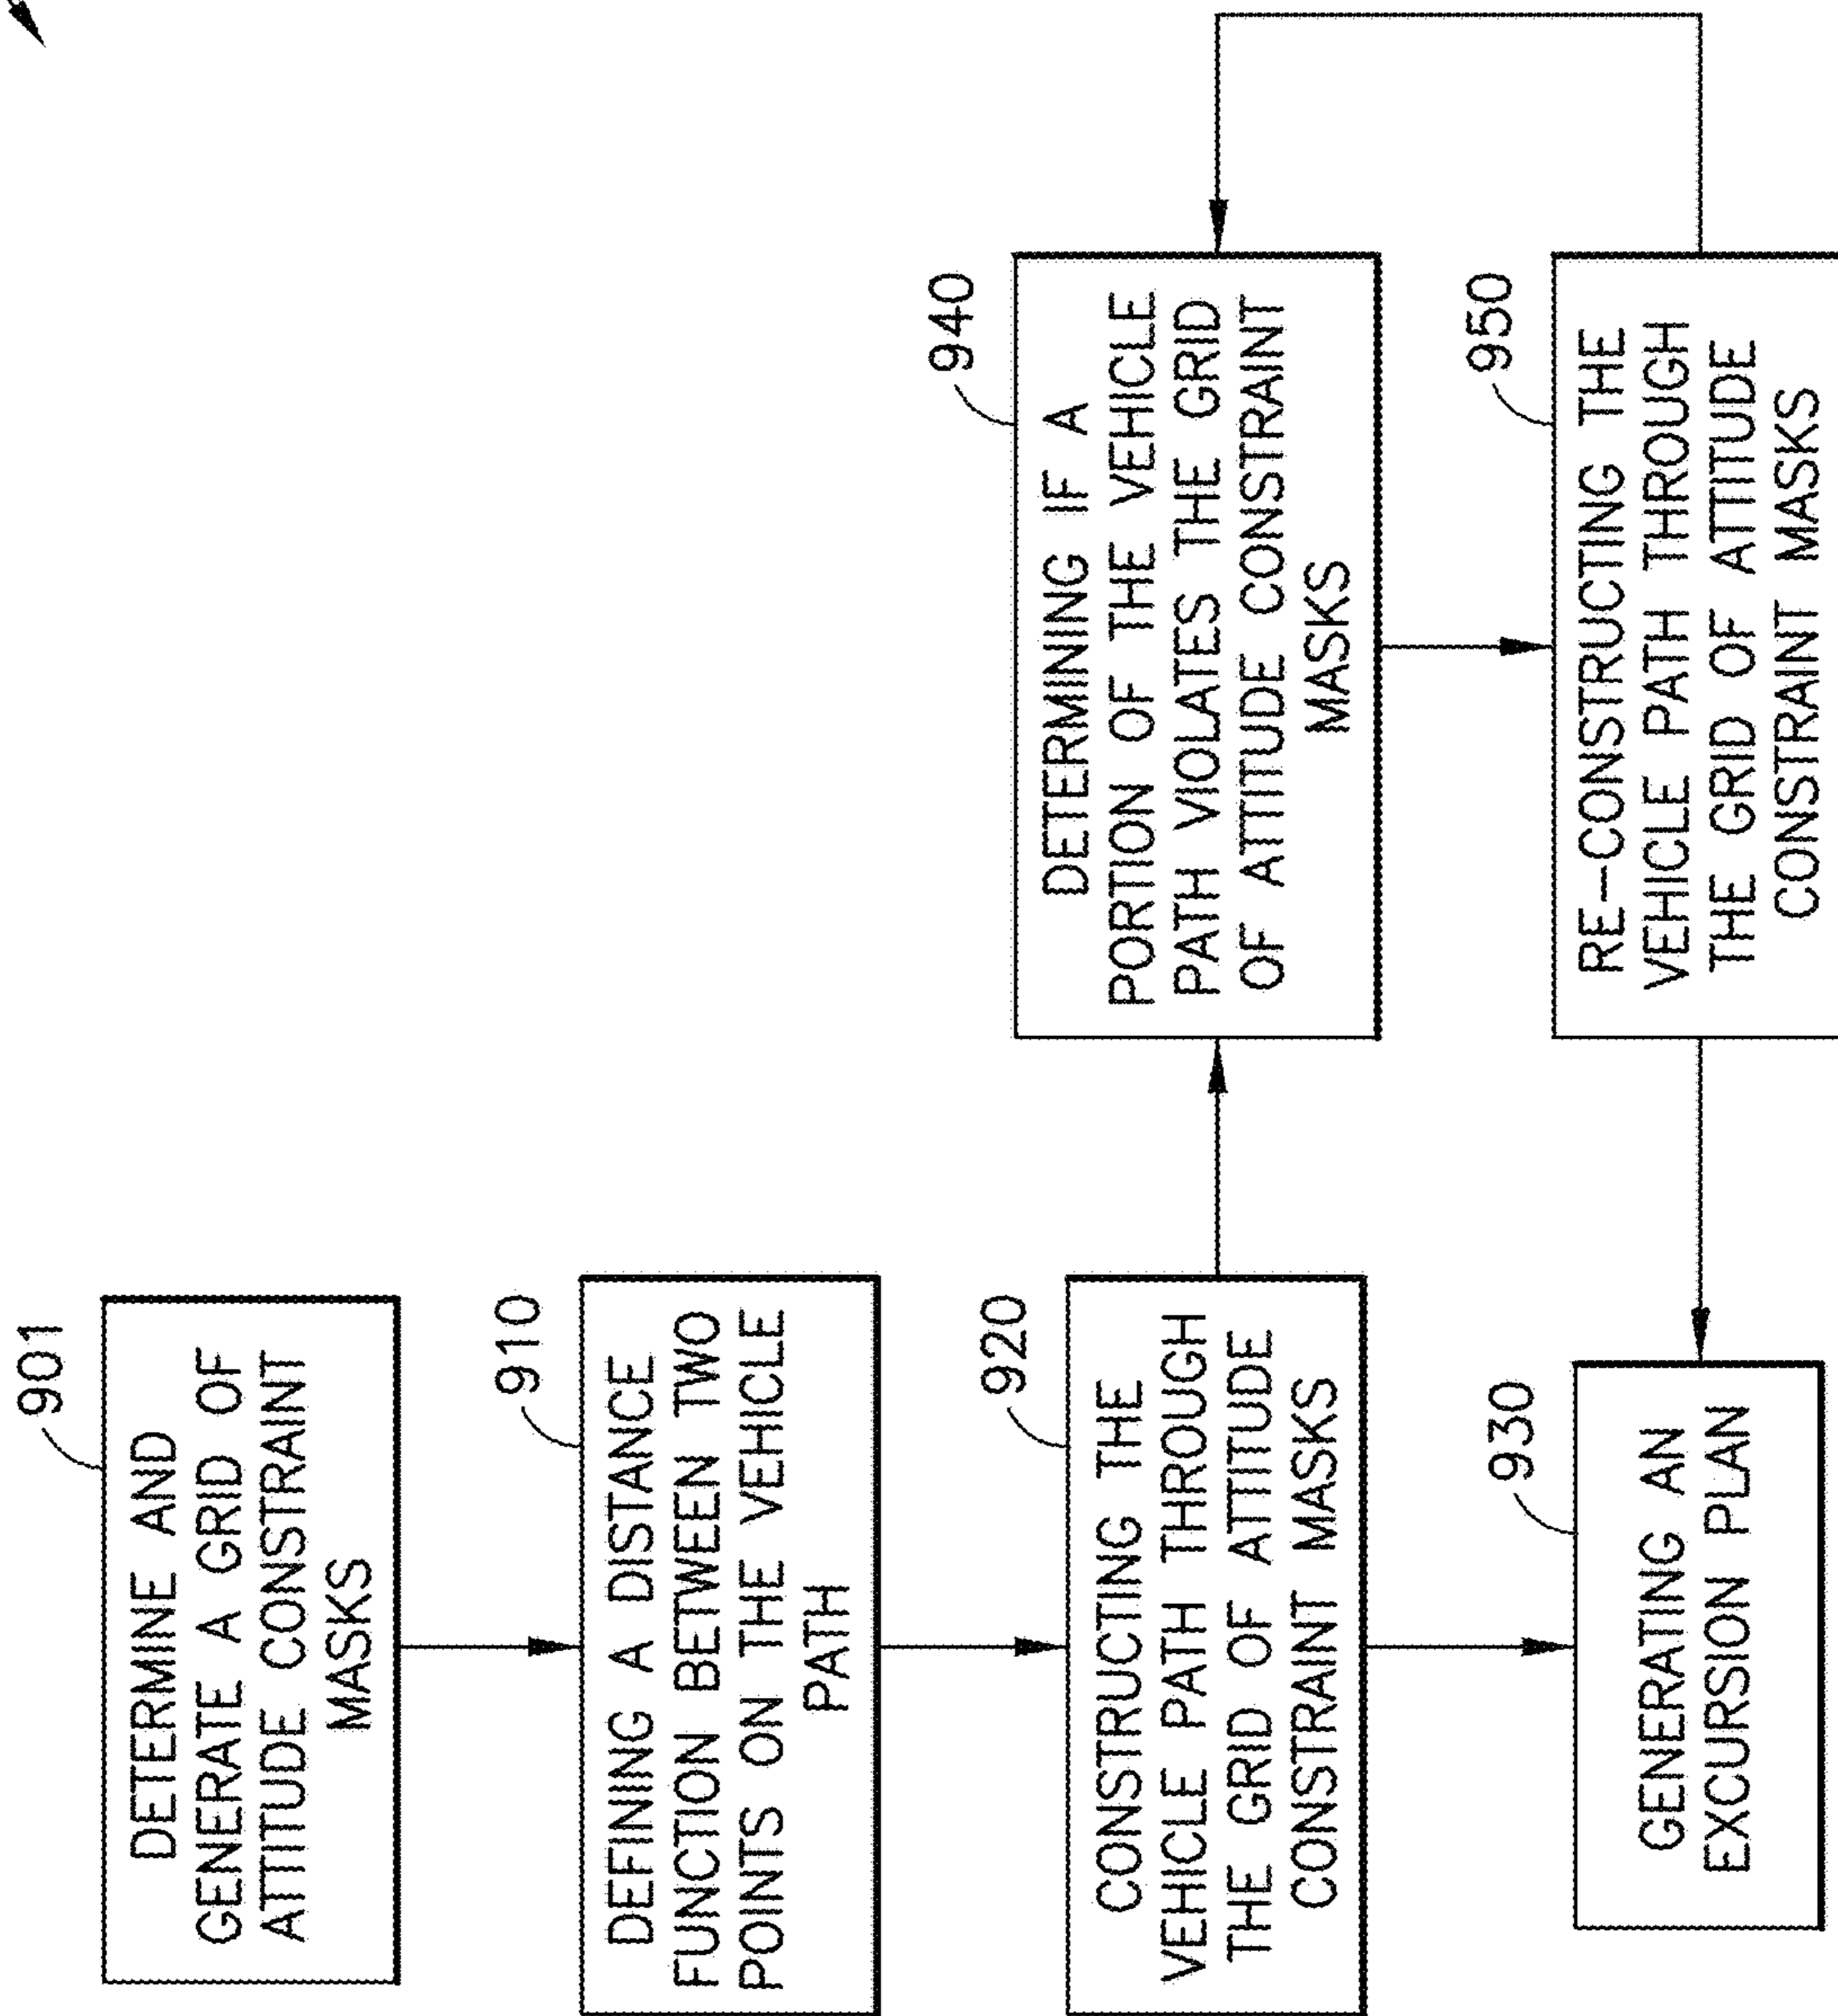 901
DETERMINE AND
GENERATE A GRID OF
ATTITUDE CONSTRAINT
MASKS
910
DEFINING A DISTANCE
FUNCTION BETWEEN TWO
POINTS ON THE VEHICLE
PATH
920
CONSTRUCTING THE
VEHICLE PATH THROUGH
THE GRID OF ATTITUDE
CONSTRAINT MASKS
930
GENERATING AN
EXCURSION PLAN
940
DETERMINING IF A
PORTION OF THE VEHICLE
PATH VIOLATES THE GRID
OF ATTITUDE CONSTRAINT
MASKS
950
RE-CONSTRUCTING THE
VEHICLE PATH THROUGH
THE GRID OF ATTITUDE
CONSTRAINT MASKS